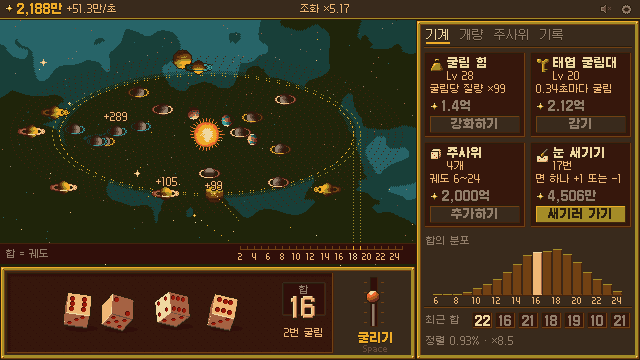 2,188만 +51.3만/초
조화 ×5.17
+289
+105
+99
합 = 궤도
2 4 6 8 10 12 14 16 18 20 22 24
합
16
2번 굴림
굴리기
Space
기계 개량 주사위 기록
굴림 힘
Lv 28
굴림당 질량 ×99
1.4억
강화하기
태엽 굴림대
Lv 20
0.34초마다 굴림
2.12억
감기
주사위
4개
궤도 6~24
2,000억
추가하기
눈 새기기
17번
면 하나 +1 또는 -1
4,506만
새기러 가기
합의 분포
6 8 10 12 14 16 18 20 22 24
최근 합 22 16 21 18 19 10 21
정렬 0.93% · ×8.5